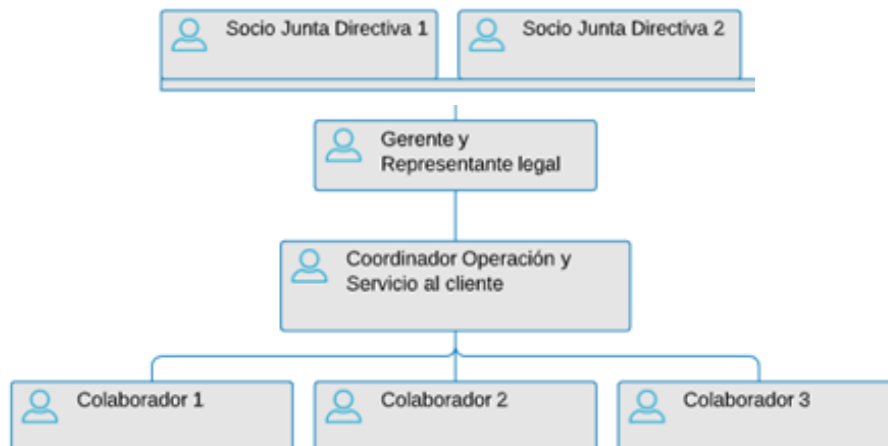 Socio Junta Directiva 1
Socio Junta Directiva 2
Gerente y
Representante legal
Coordinador Operación y
Servicio al cliente
Colaborador 1
Colaborador 2
Colaborador 3